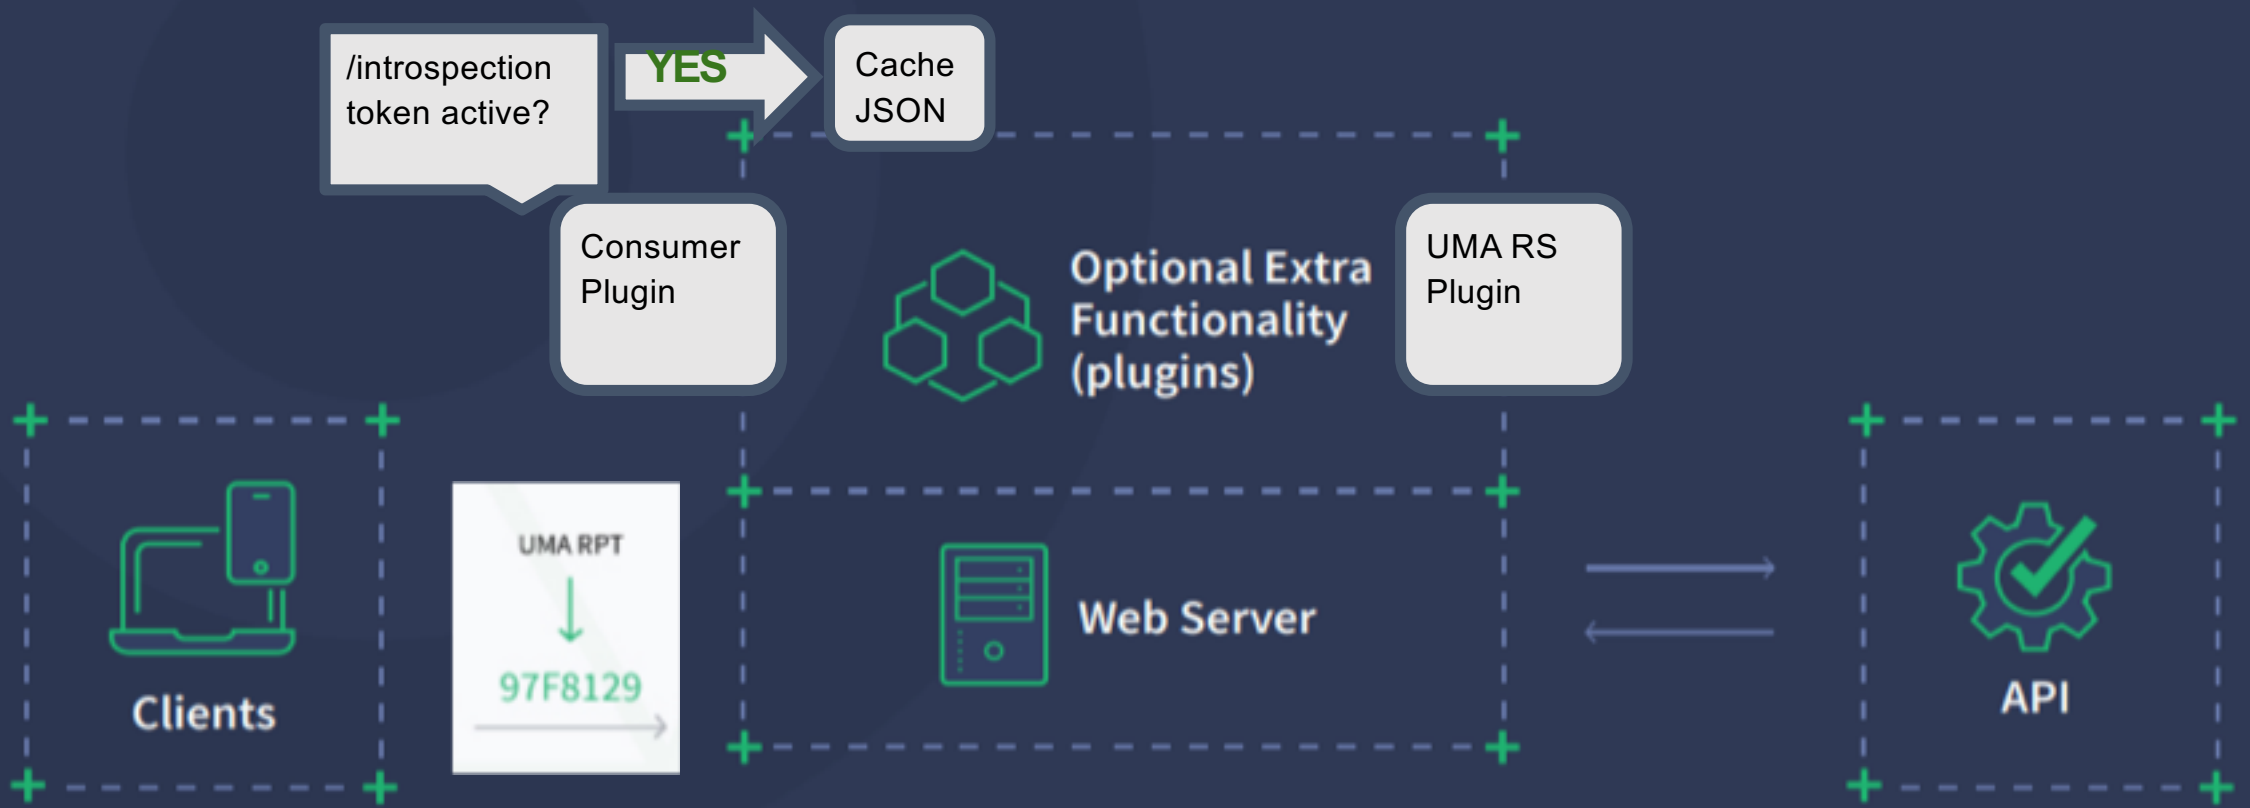 /introspection
token active?
YES
Cache
JSON
Consumer
Plugin
Optional Extra
Functionality
(plugins)
UMA RS
Plugin
UMA RPT
97F8129
Clients
Web Server
API